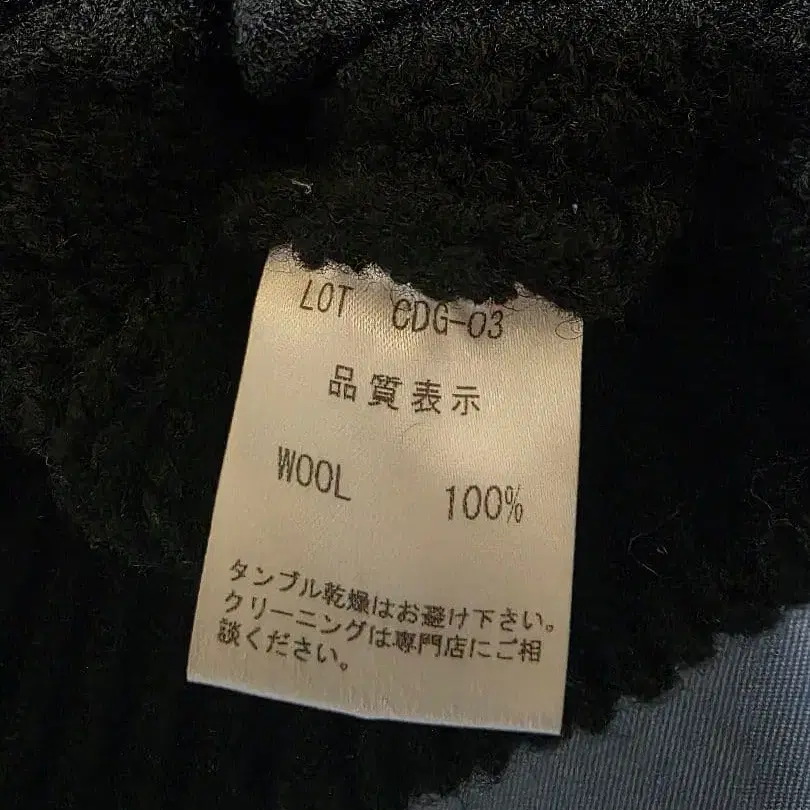 LOT CDG-03
品質表示
WOOL 100%
タンブル乾燥はお避け下さい。
クリーニングは専門店にご相
談ください。